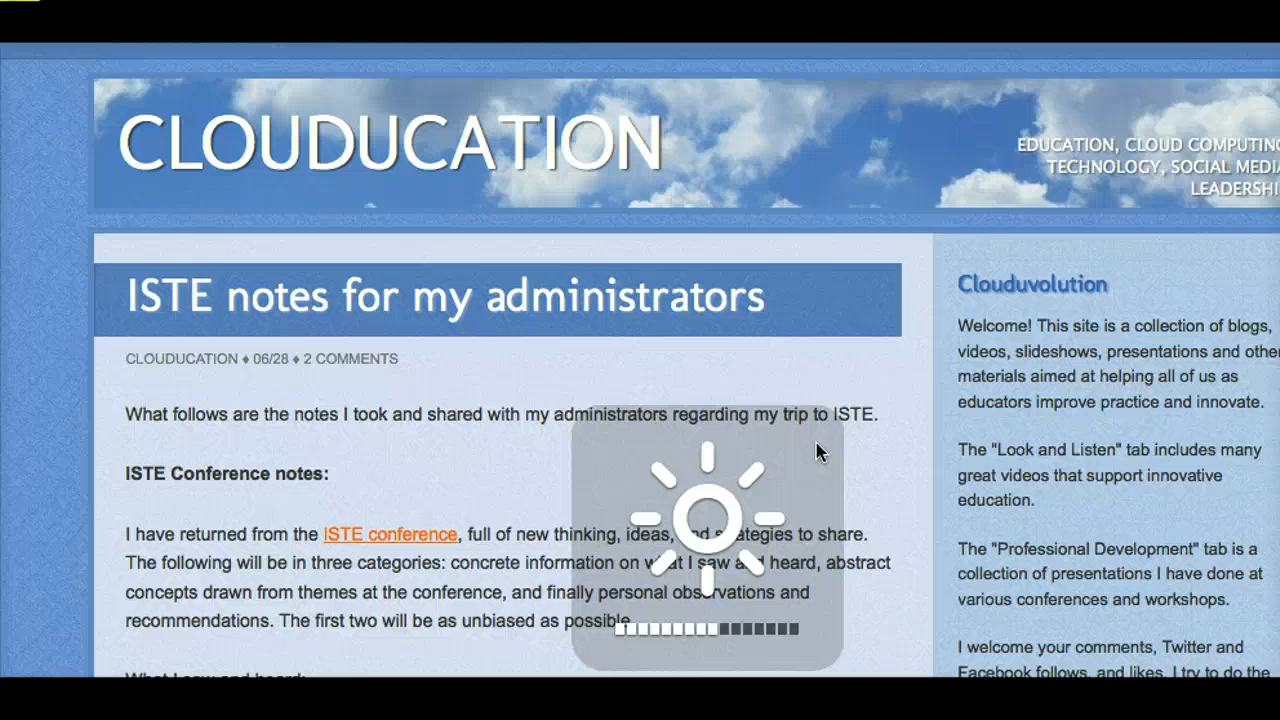 CLOUDUCATION
EDUCATION, CLOUD COMPUTING
TECHNOLOGY, SOCIAL MEDIA
LEADERSHI
ISTE notes for my administrators
CLOUDUCATION ♦ 06/28 ♦ 2 COMMENTS
What follows are the notes I took and shared with my administrators regarding my trip to ISTE.
ISTE Conference notes:
I have returned from the ISTE conference, full of new thinking, ideas, and strategies to share.
The following will be in three categories: concrete information on what I saw and heard, abstract
concepts drawn from themes at the conference, and finally personal observations and
recommendations. The first two will be as unbiased as possible.
What I saw and heard:
Clouduvolution
Welcome! This site is a collection of blogs,
videos, slideshows, presentations and other
materials aimed at helping all of us as
educators improve practice and innovate.
The "Look and Listen" tab includes many
great videos that support innovative
education.
The "Professional Development" tab is a
collection of presentations I have done at
various conferences and workshops.
I welcome your comments, Twitter and
Facebook follows, and likes. I try to do the